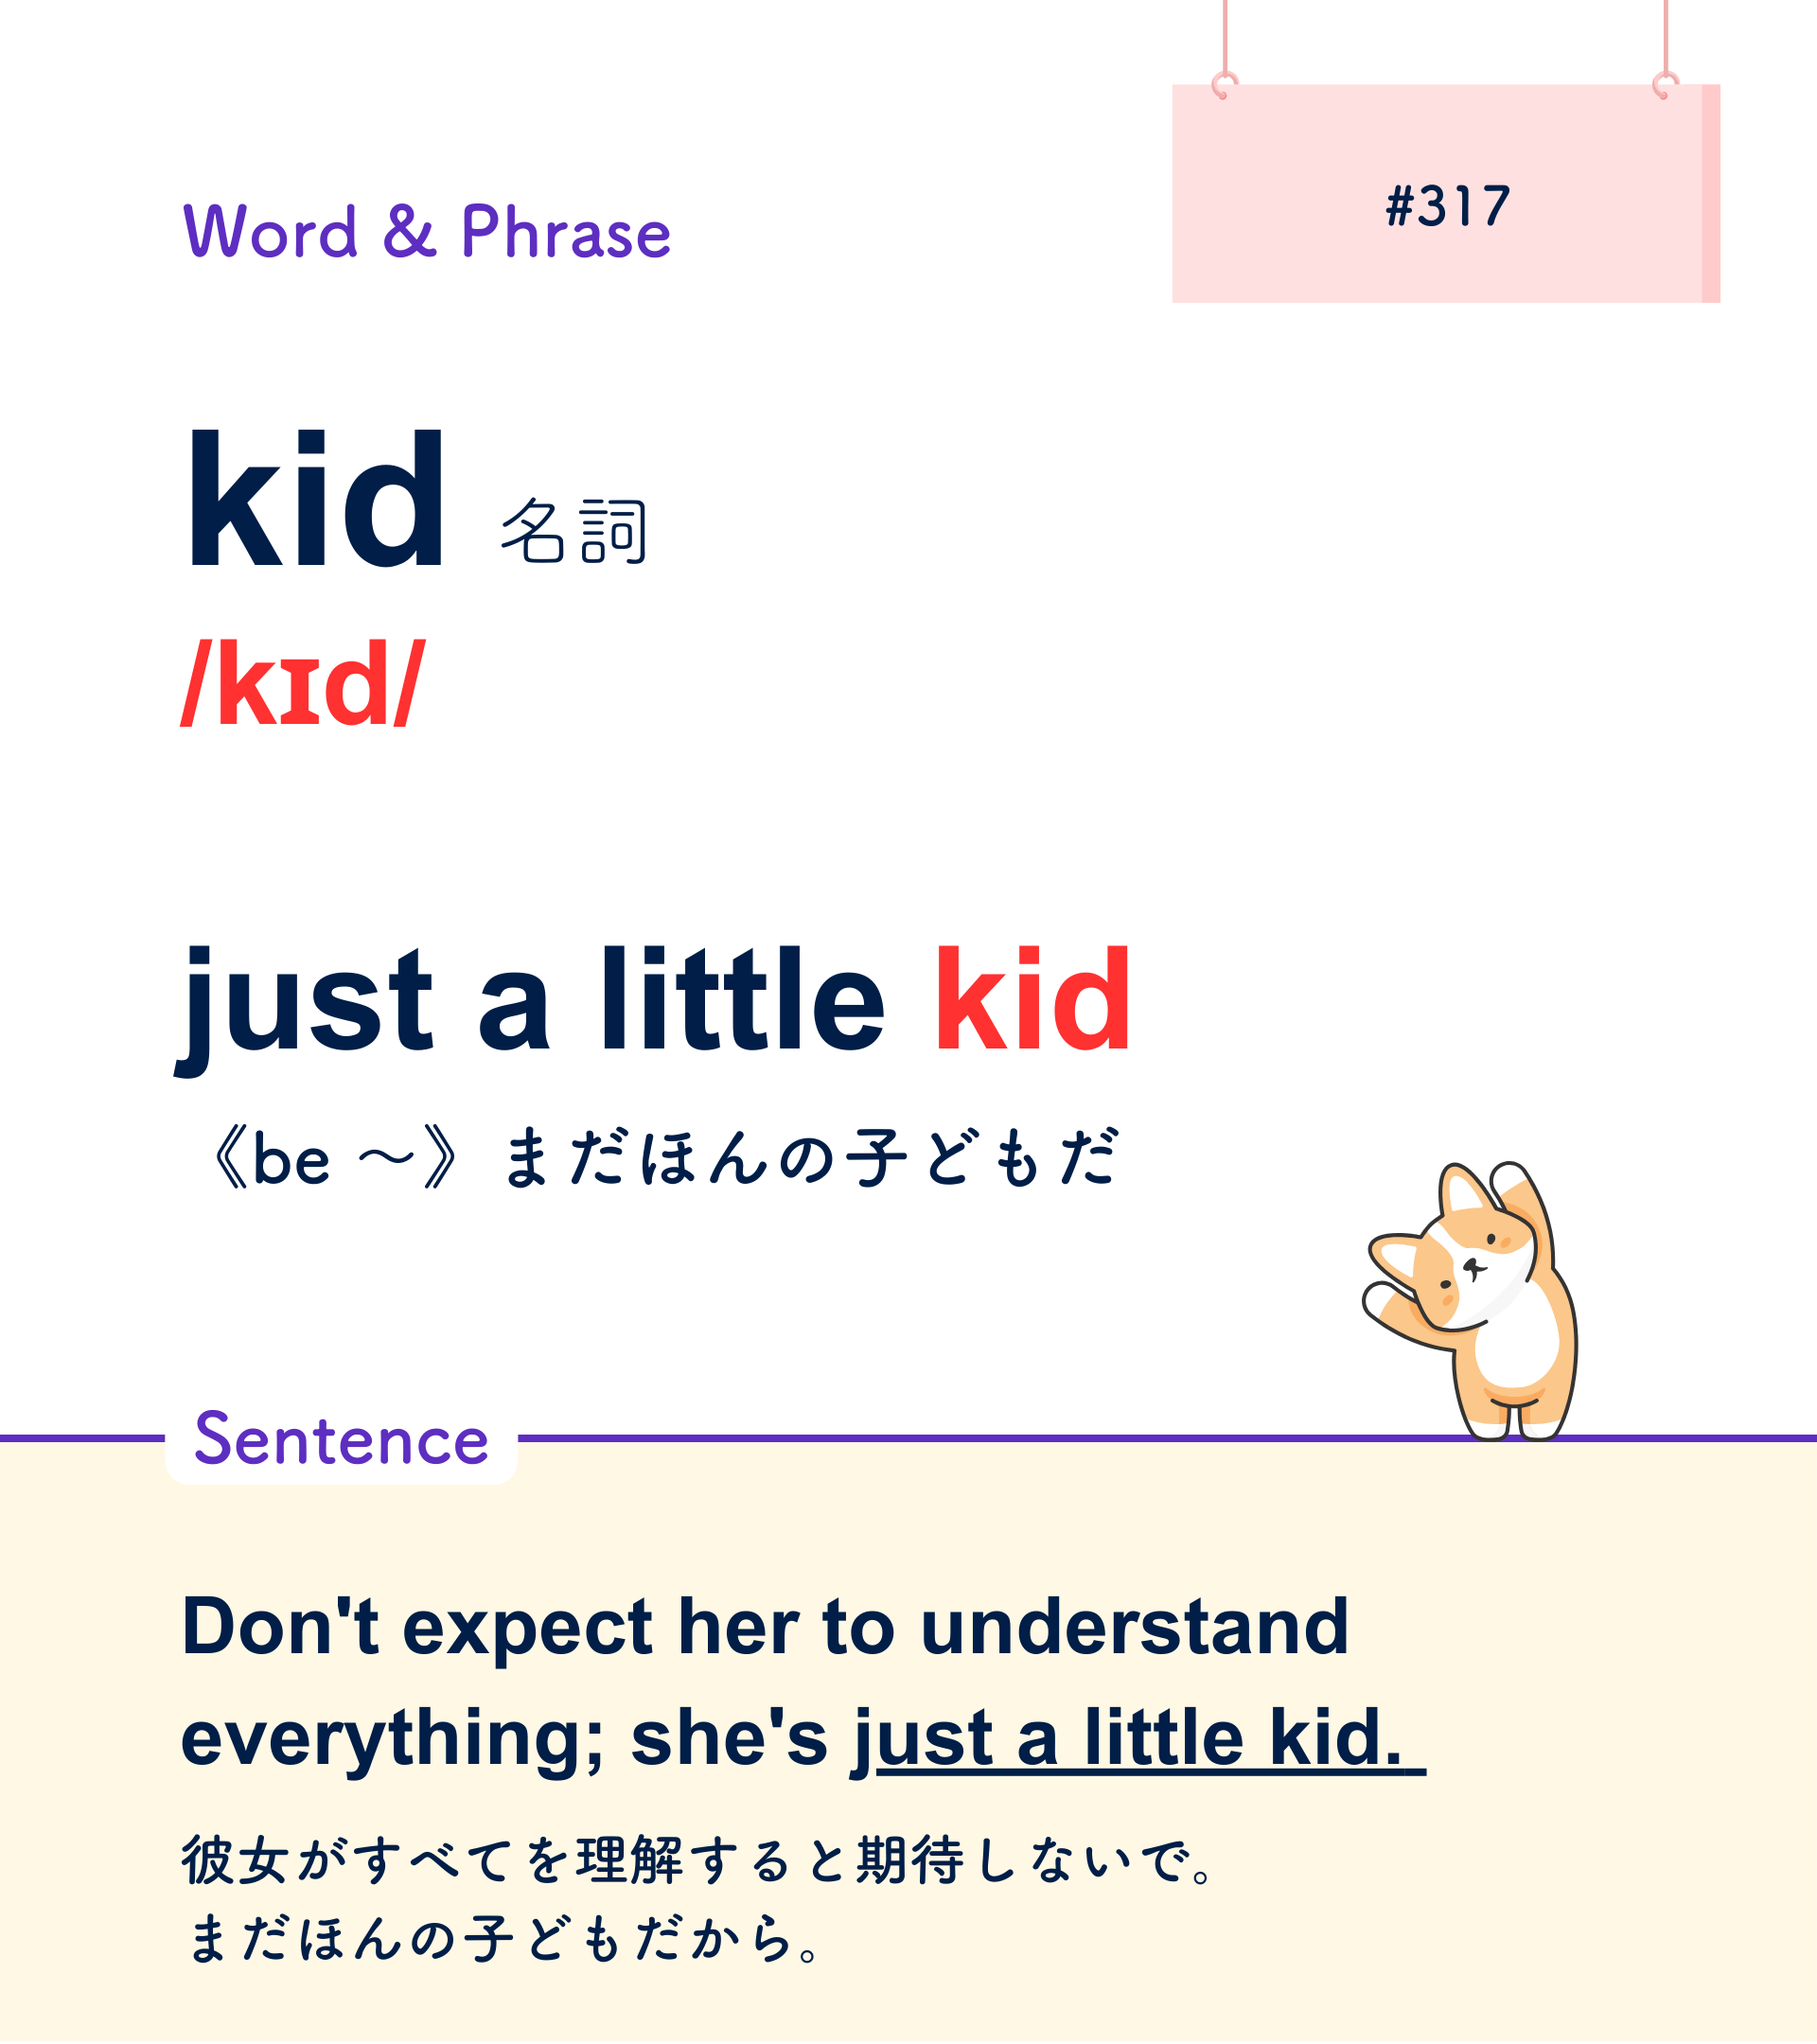 #317
Word & Phrase
kid 名詞
/kɪd/
just a little kid
《be 〜》 まだほんの子どもだ
Sentence
Don't expect her to understand
everything; she's just a little kid.
彼女がすべてを理解すると期待しないで。
まだほんの子どもだから。